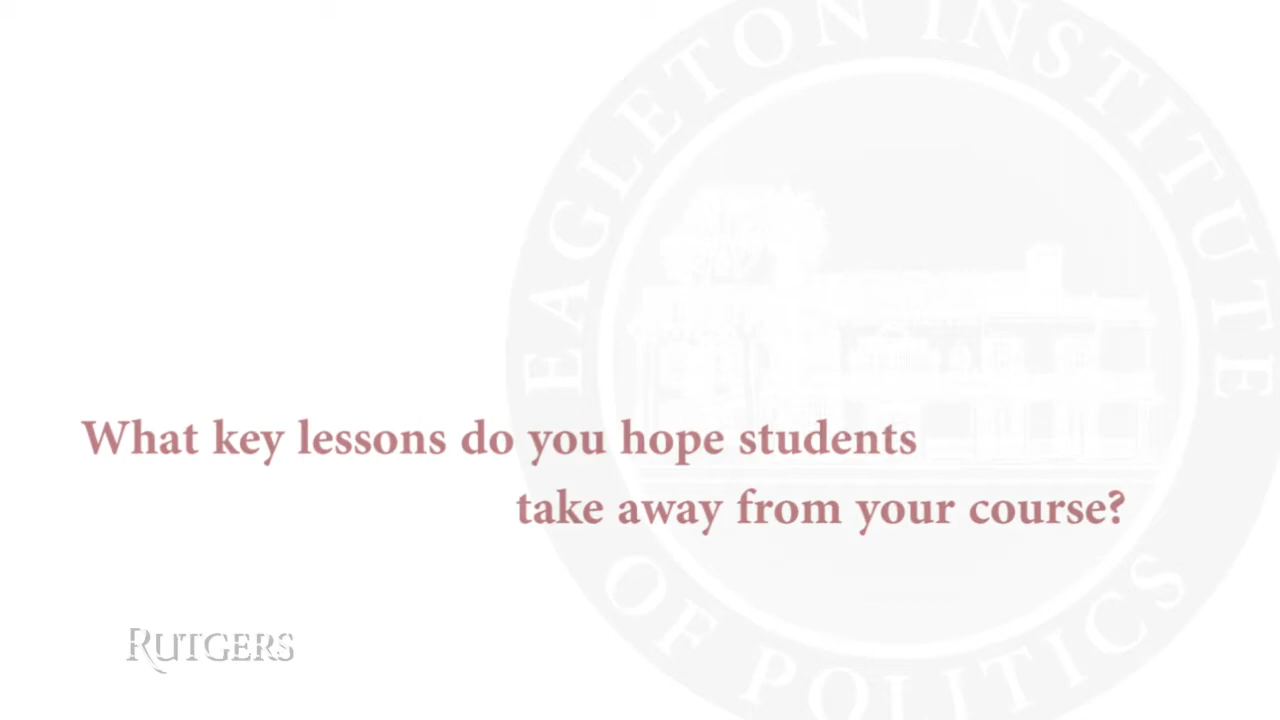 EAGLETON INSTITUTE
What key lessons do you hope students
take away from your course?
OF POLITICS
RUTGERS